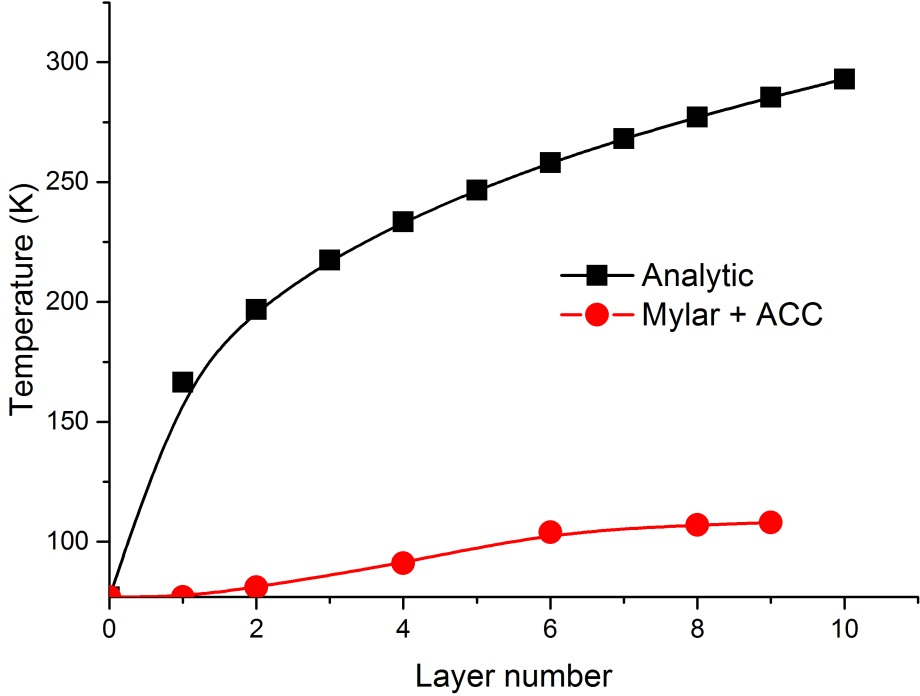 300
250
200
150
100
Temperature (K)
Analytic
Mylar + ACC
0 2 4 6 8 10
Layer number